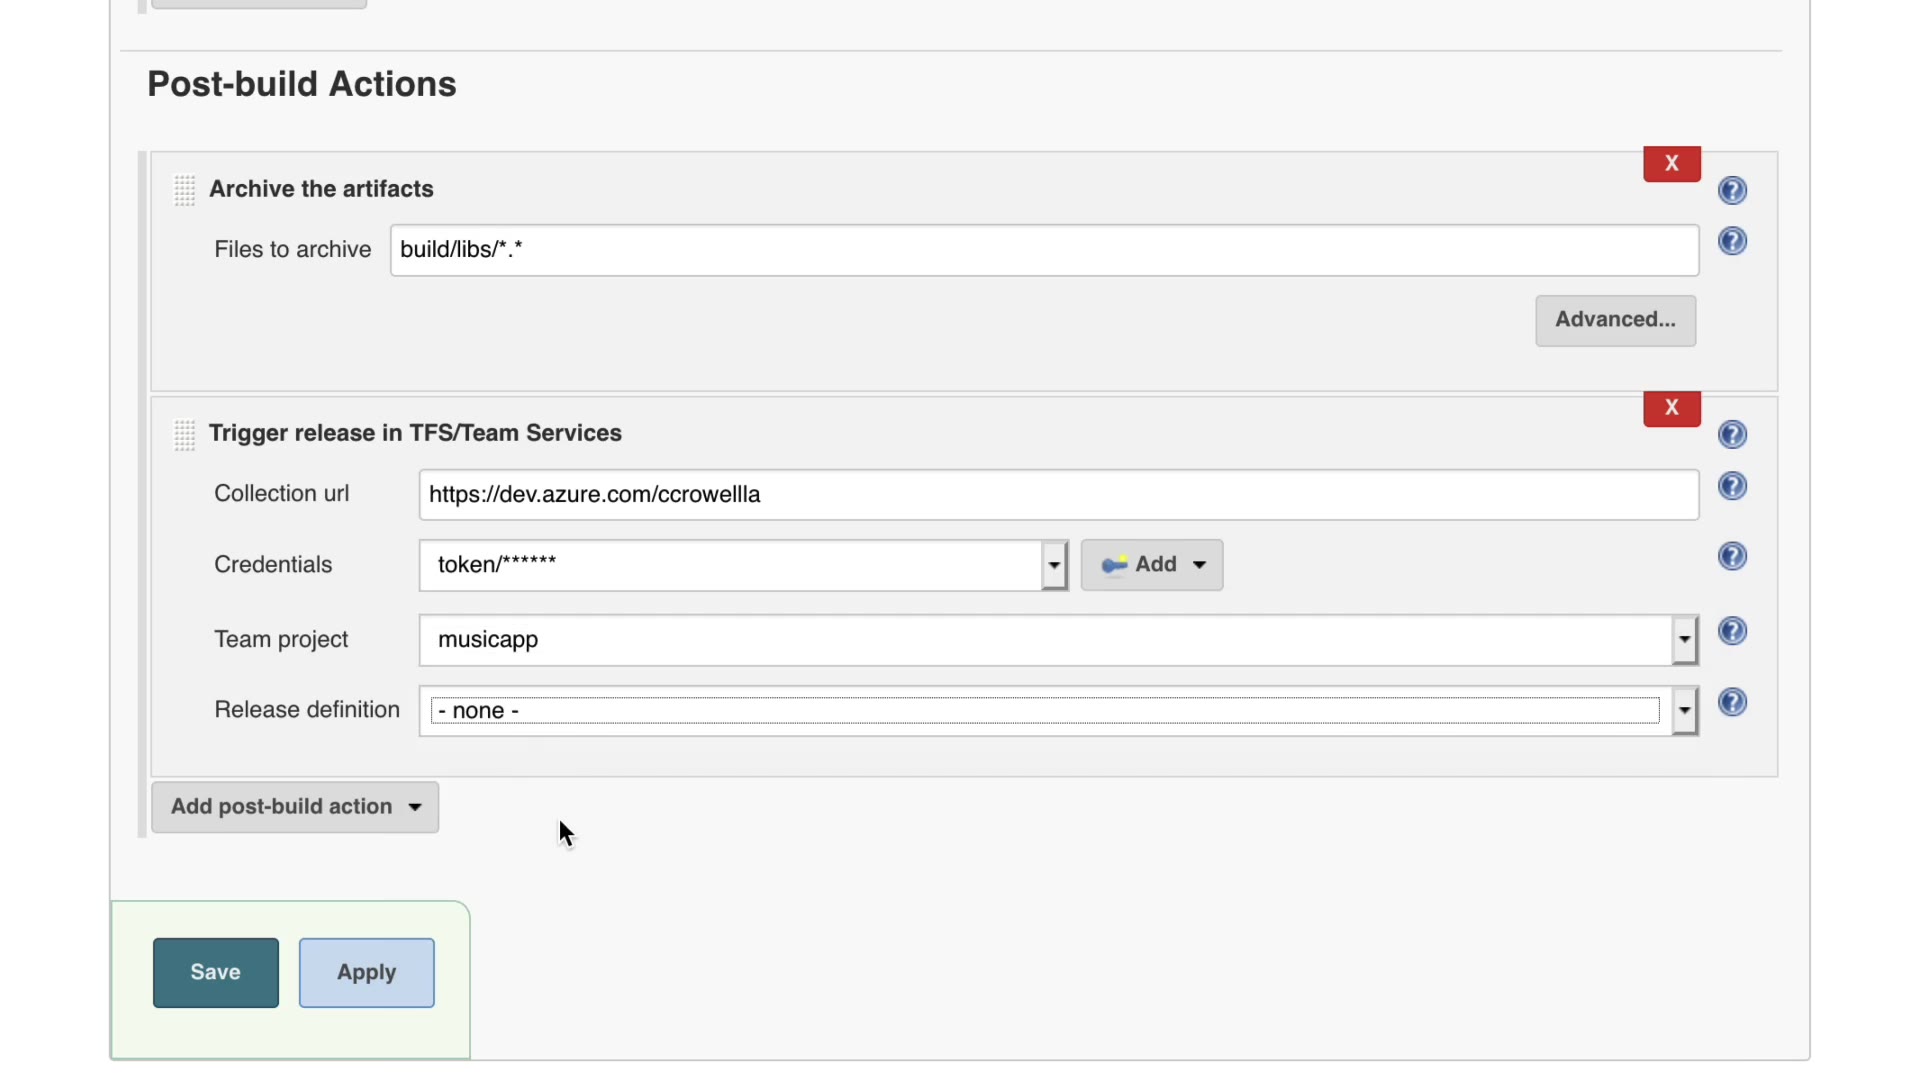 Post-build Actions
X
Archive the artifacts
Files to archive build/libs/*.*
Advanced...
X
Trigger release in TFS/Team Services
Collection url https://dev.azure.com/ccrowellla
Credentials token/****** Add
Team project musicapp
Release definition - none -
Add post-build action
Save Apply